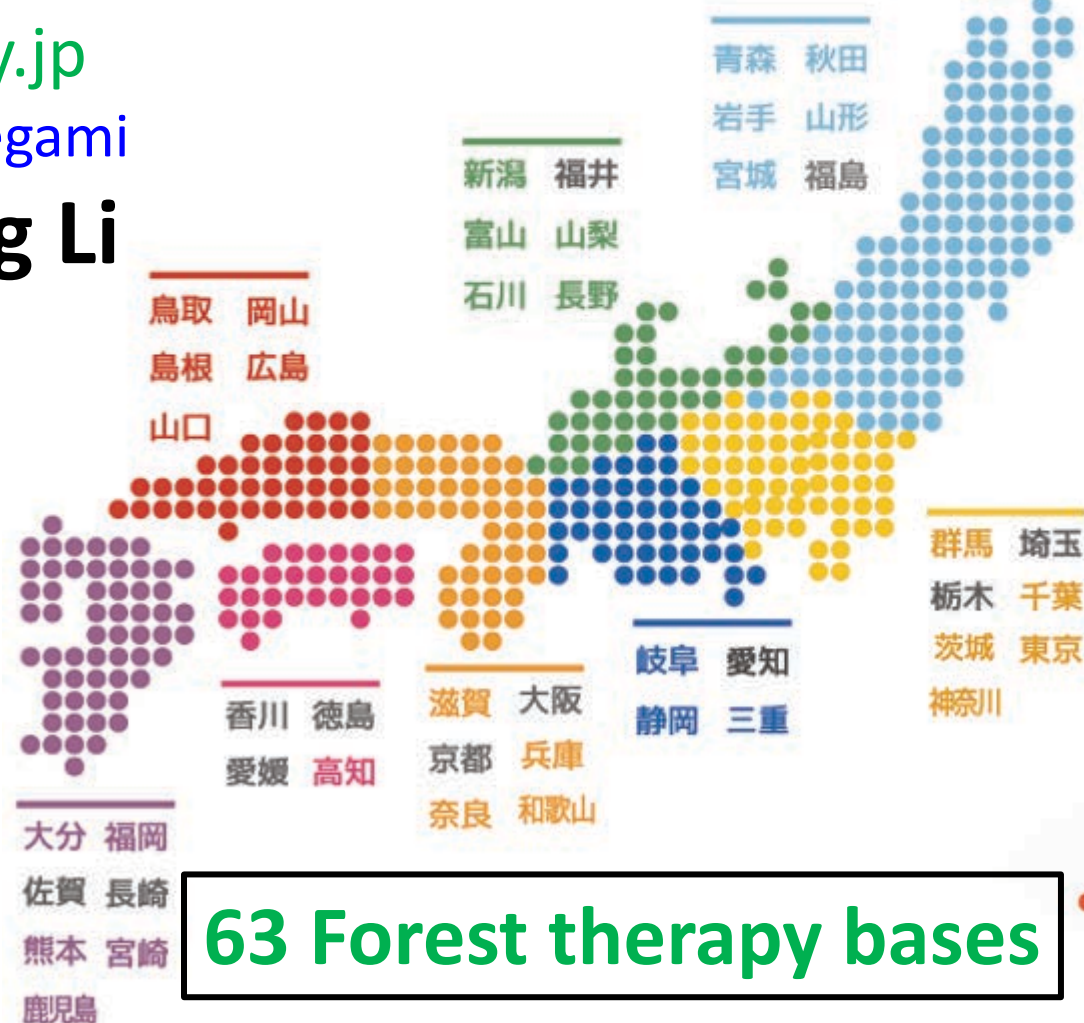 y.jp
egami
g Li
青森 秋田
岩手 山形
宮城 福島
新潟 福井
富山 山梨
石川 長野
鳥取 岡山
島根 広島
山口
群馬 埼玉
栃木 千葉
茨城 東京
神奈川
岐阜 愛知
静岡 三重
滋賀 大阪
京都 兵庫
奈良 和歌山
香川 徳島
愛媛 高知
大分 福岡
佐賀 長崎
熊本 宮崎
鹿児島
63 Forest therapy bases